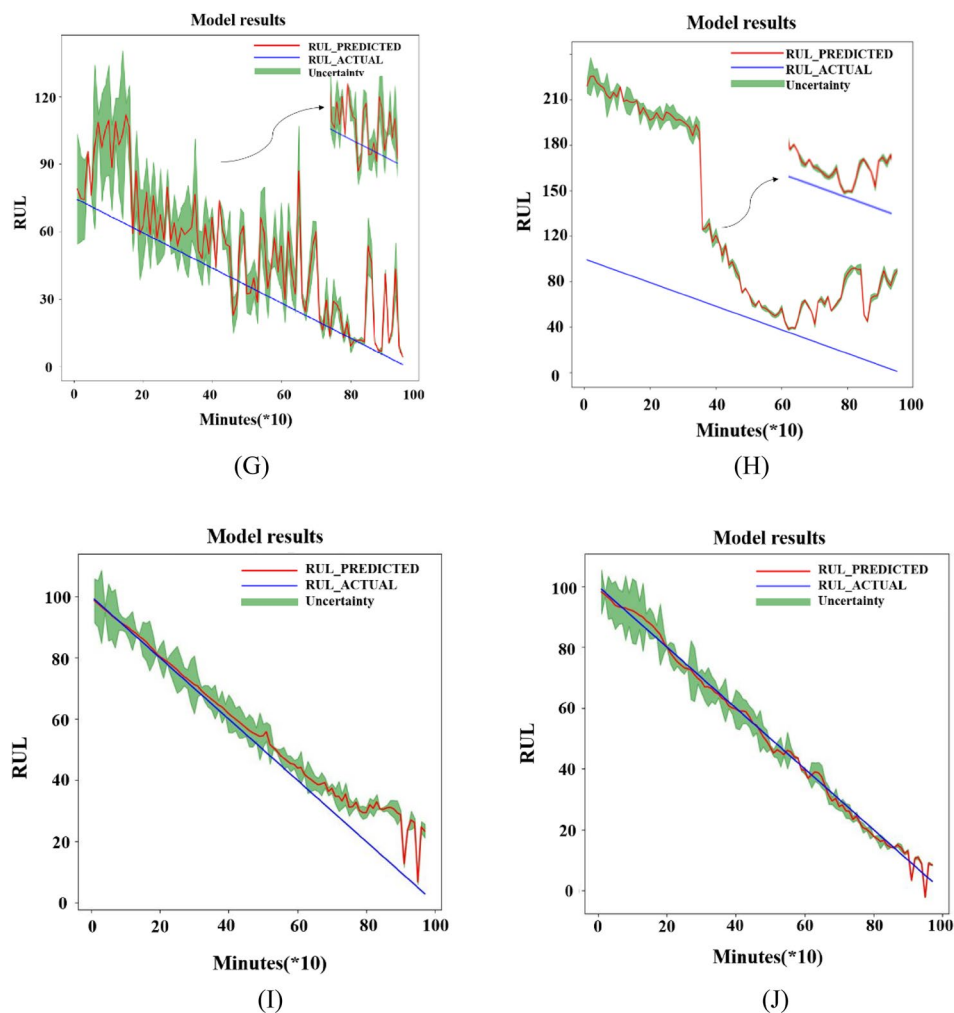 Model results
RUL_PREDICTED
RUL_ACTUAL
Uncertainty
120
90
60
30
0
RUL
0 20 40 60 80 100
Minutes(*10)
(G)
Model results
RUL_PREDICTED
RUL_ACTUAL
Uncertainty
210
180
150
120
80
40
0
RUL
0 20 40 60 80 100
Minutes(*10)
(H)
Model results
RUL_PREDICTED
RUL_ACTUAL
Uncertainty
100
80
60
40
20
0
RUL
0 20 40 60 80 100
Minutes(*10)
(I)
Model results
RUL_PREDICTED
RUL_ACTUAL
Uncertainty
100
80
60
40
20
0
RUL
0 20 40 60 80 100
Minutes(*10)
(J)